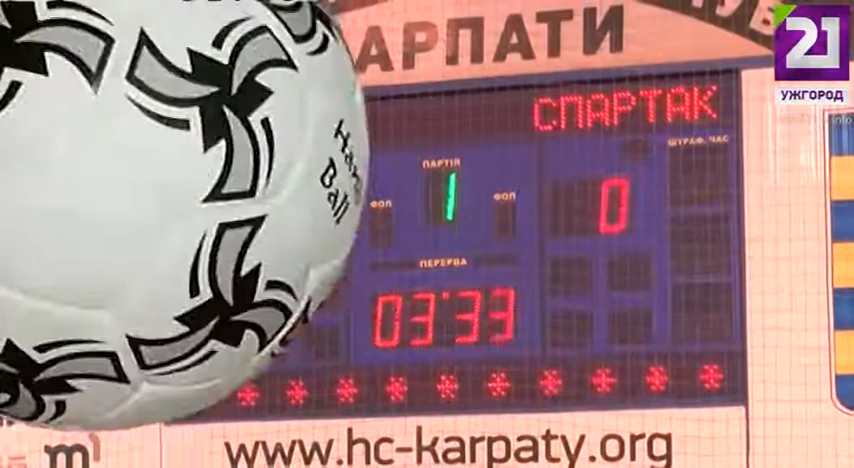 АРПАТИ
21
УЖГОРОД
СПАРТАК
ШТРАФ. ЧАС
ПАРТІЯ
1
ФОЛ
ФОЛ
0
ПЕРЕРВА
03:33
Hand
Ball
www.hc-karpaty.org
m